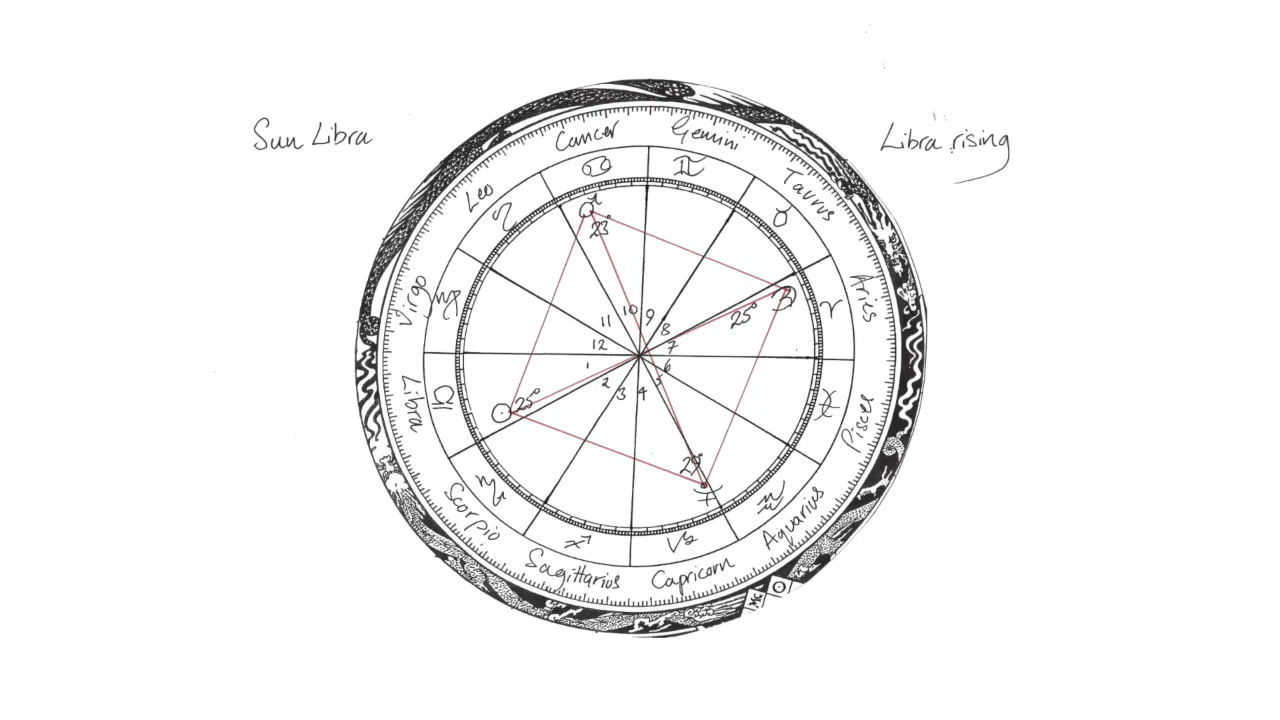 Sun Libra
Libra rising
Cancer
Gemini
Leo
Taurus
Virgo
Aries
Libra
Pisces
Scorpio
Aquarius
Sagittarius
Capricorn
23°
25°
25°
10
9
11
8
12
7
1
6
2
5
3
4
MC